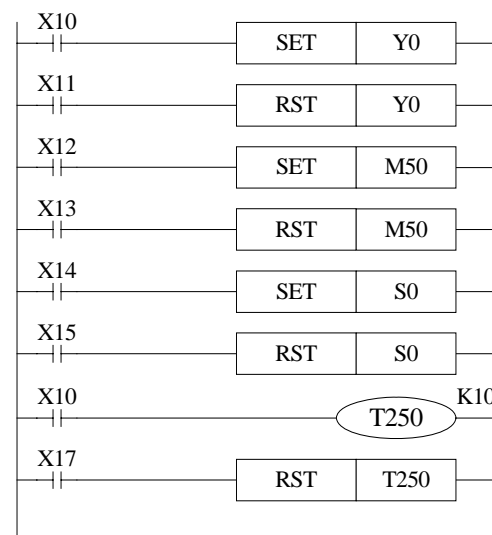 X10
SET Y0
X11
RST Y0
X12
SET M50
X13
RST M50
X14
SET S0
X15
RST S0
X10 K10
T250
X17
RST T250